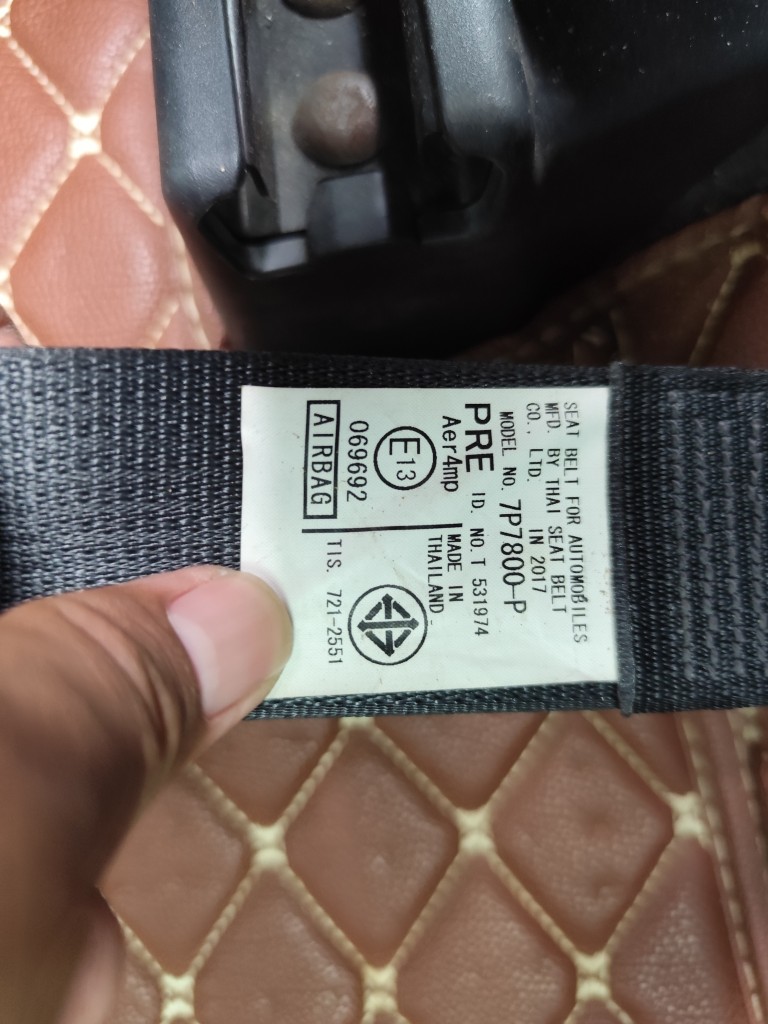 SEAT BELT FOR AUTOMOBILES
MFD. BY THAI SEAT BELT
CO., LTD. IN 2017
MODEL NO. 7P7800-P
PRE ID. NO. T 531974
Aer4mp
MADE IN
THAILAND
E13
069692
AIRBAG
TIS. 721-2551